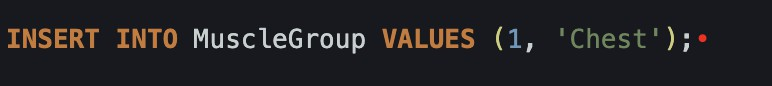 INSERT INTO MuscleGroup VALUES (1, 'Chest');